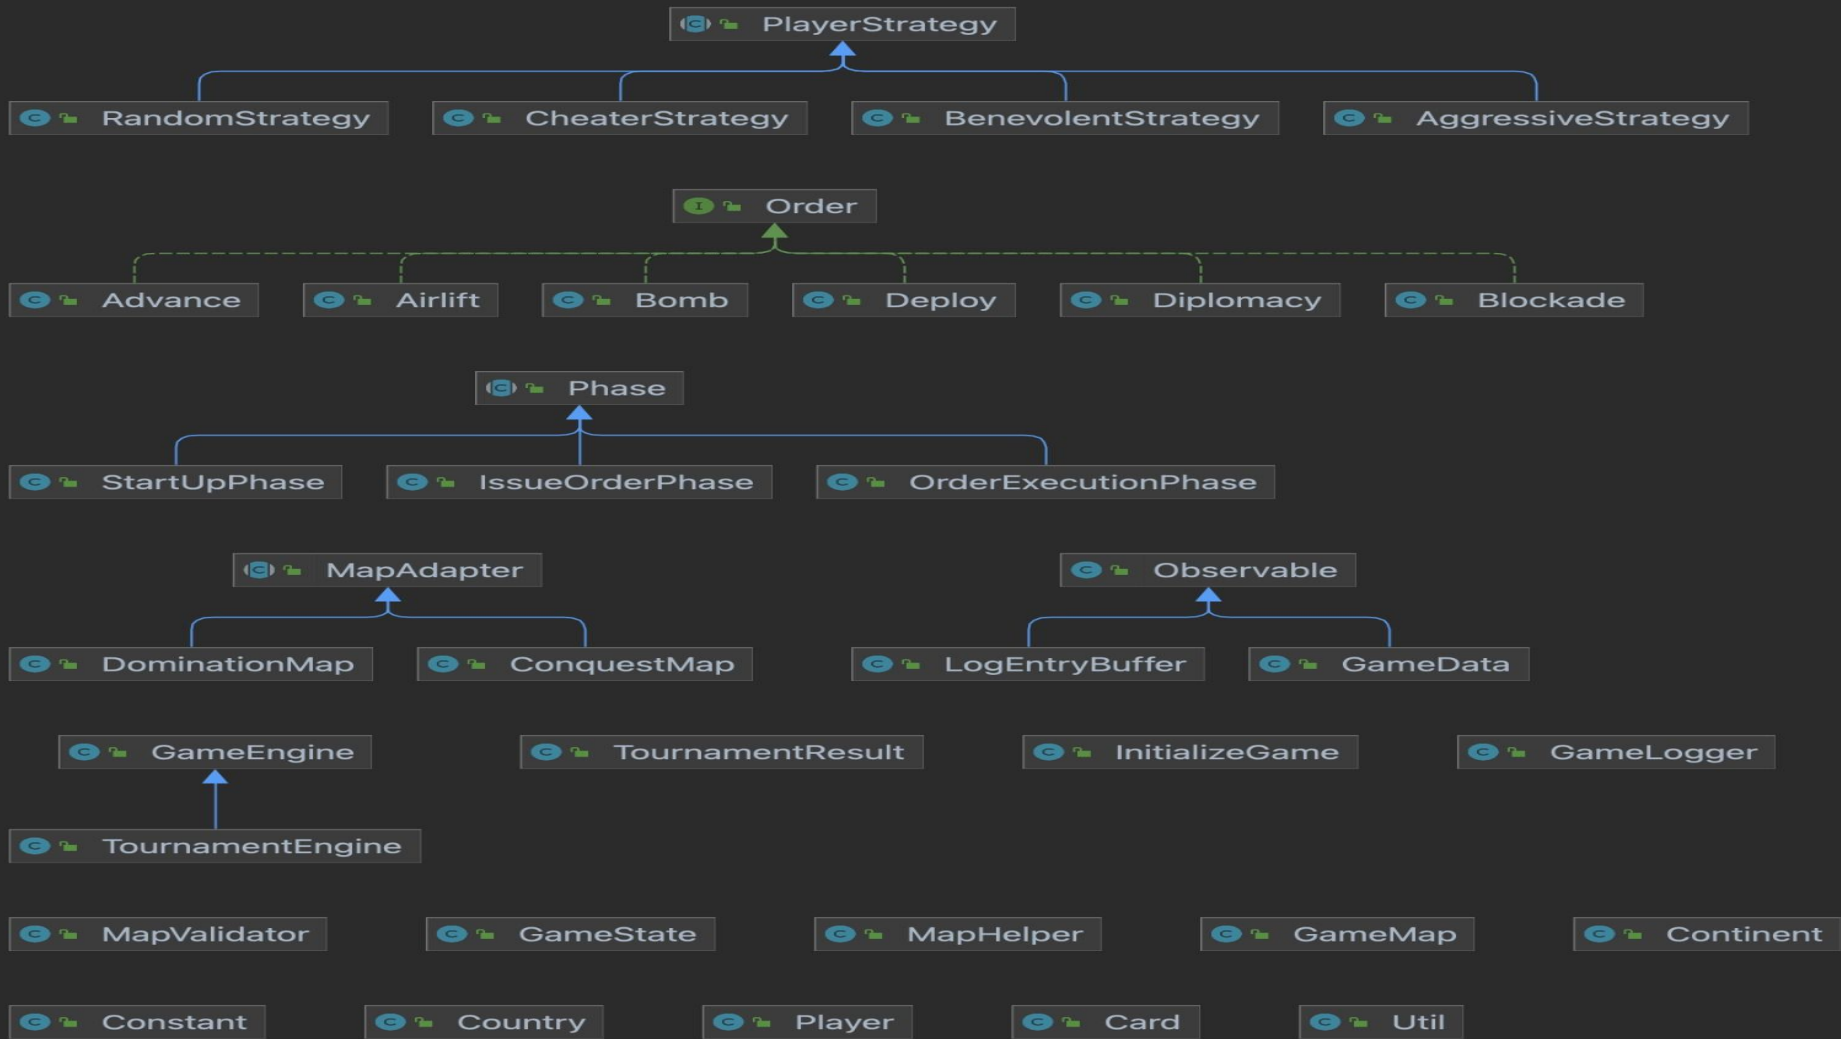 PlayerStrategy
RandomStrategy CheaterStrategy BenevolentStrategy AggressiveStrategy
Order
Advance Airlift Bomb Deploy Diplomacy Blockade
Phase
StartUpPhase IssueOrderPhase OrderExecutionPhase
MapAdapter Observable
DominationMap ConquestMap LogEntryBuffer GameData
GameEngine TournamentResult InitializeGame GameLogger
TournamentEngine
MapValidator GameState MapHelper GameMap Continent
Constant Country Player Card Util